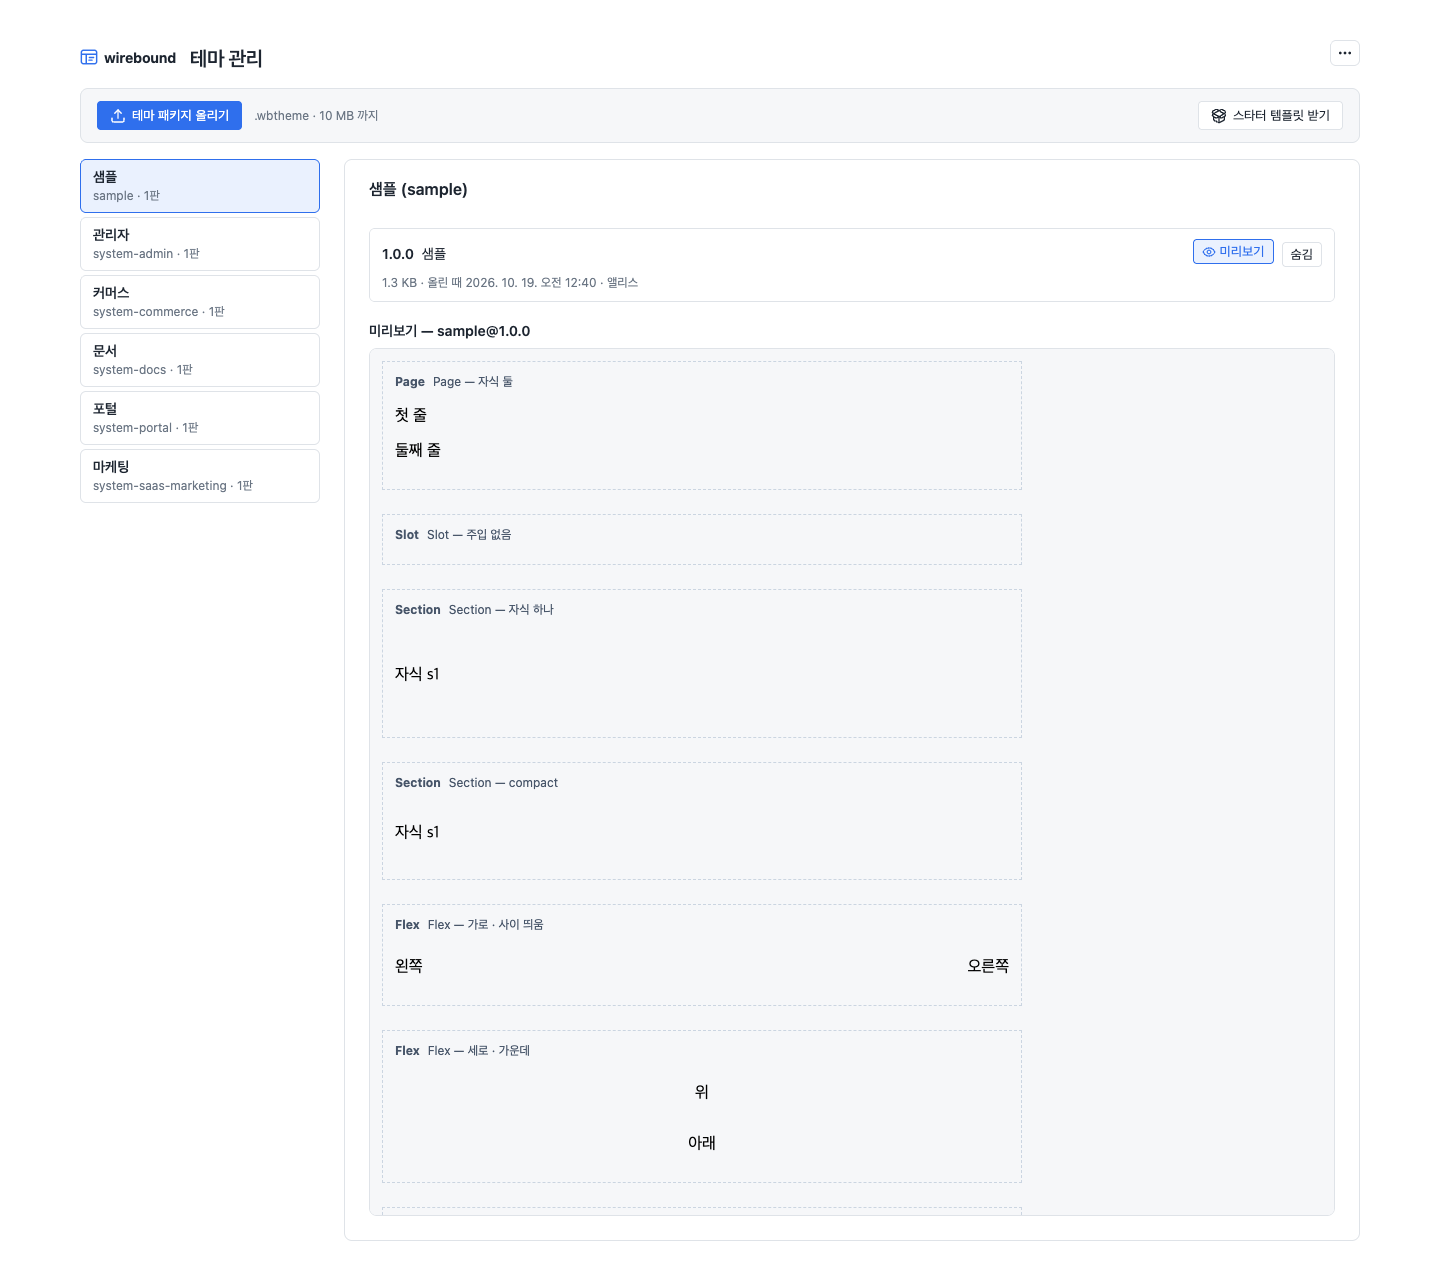 wirebound 테마 관리
테마 패키지 올리기 .wbtheme · 10 MB 까지 스타터 템플릿 받기
샘플
sample · 1판
관리자
system-admin · 1판
커머스
system-commerce · 1판
문서
system-docs · 1판
포털
system-portal · 1판
마케팅
system-saas-marketing · 1판
샘플 (sample)
1.0.0 샘플 미리보기 숨김
1.3 KB · 올린 때 2026. 10. 19. 오전 12:40 · 앨리스
미리보기 — sample@1.0.0
Page Page — 자식 둘
첫 줄
둘째 줄
Slot Slot — 주입 없음
Section Section — 자식 하나
자식 s1
Section Section — compact
자식 s1
Flex Flex — 가로 · 사이 띄움
왼쪽 오른쪽
Flex Flex — 세로 · 가운데
위
아래